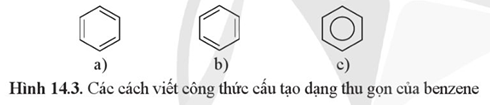 a) b) c)
Hình 14.3. Các cách viết công thức cấu tạo dạng thu gọn của benzene